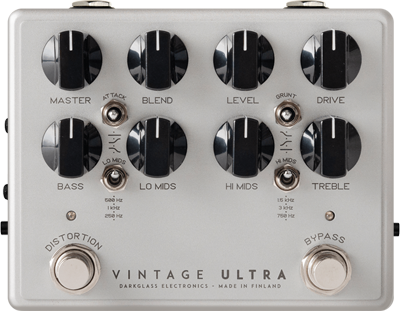 MASTER BLEND LEVEL DRIVE
ATTACK GRUNT
BASS LO MIDS HI MIDS TREBLE
LO MIDS HI MIDS
500 Hz 1.5 kHz
1 kHz 3 kHz
250 Hz 750 Hz
DISTORTION BYPASS
VINTAGE ULTRA
DARKGLASS ELECTRONICS • MADE IN FINLAND